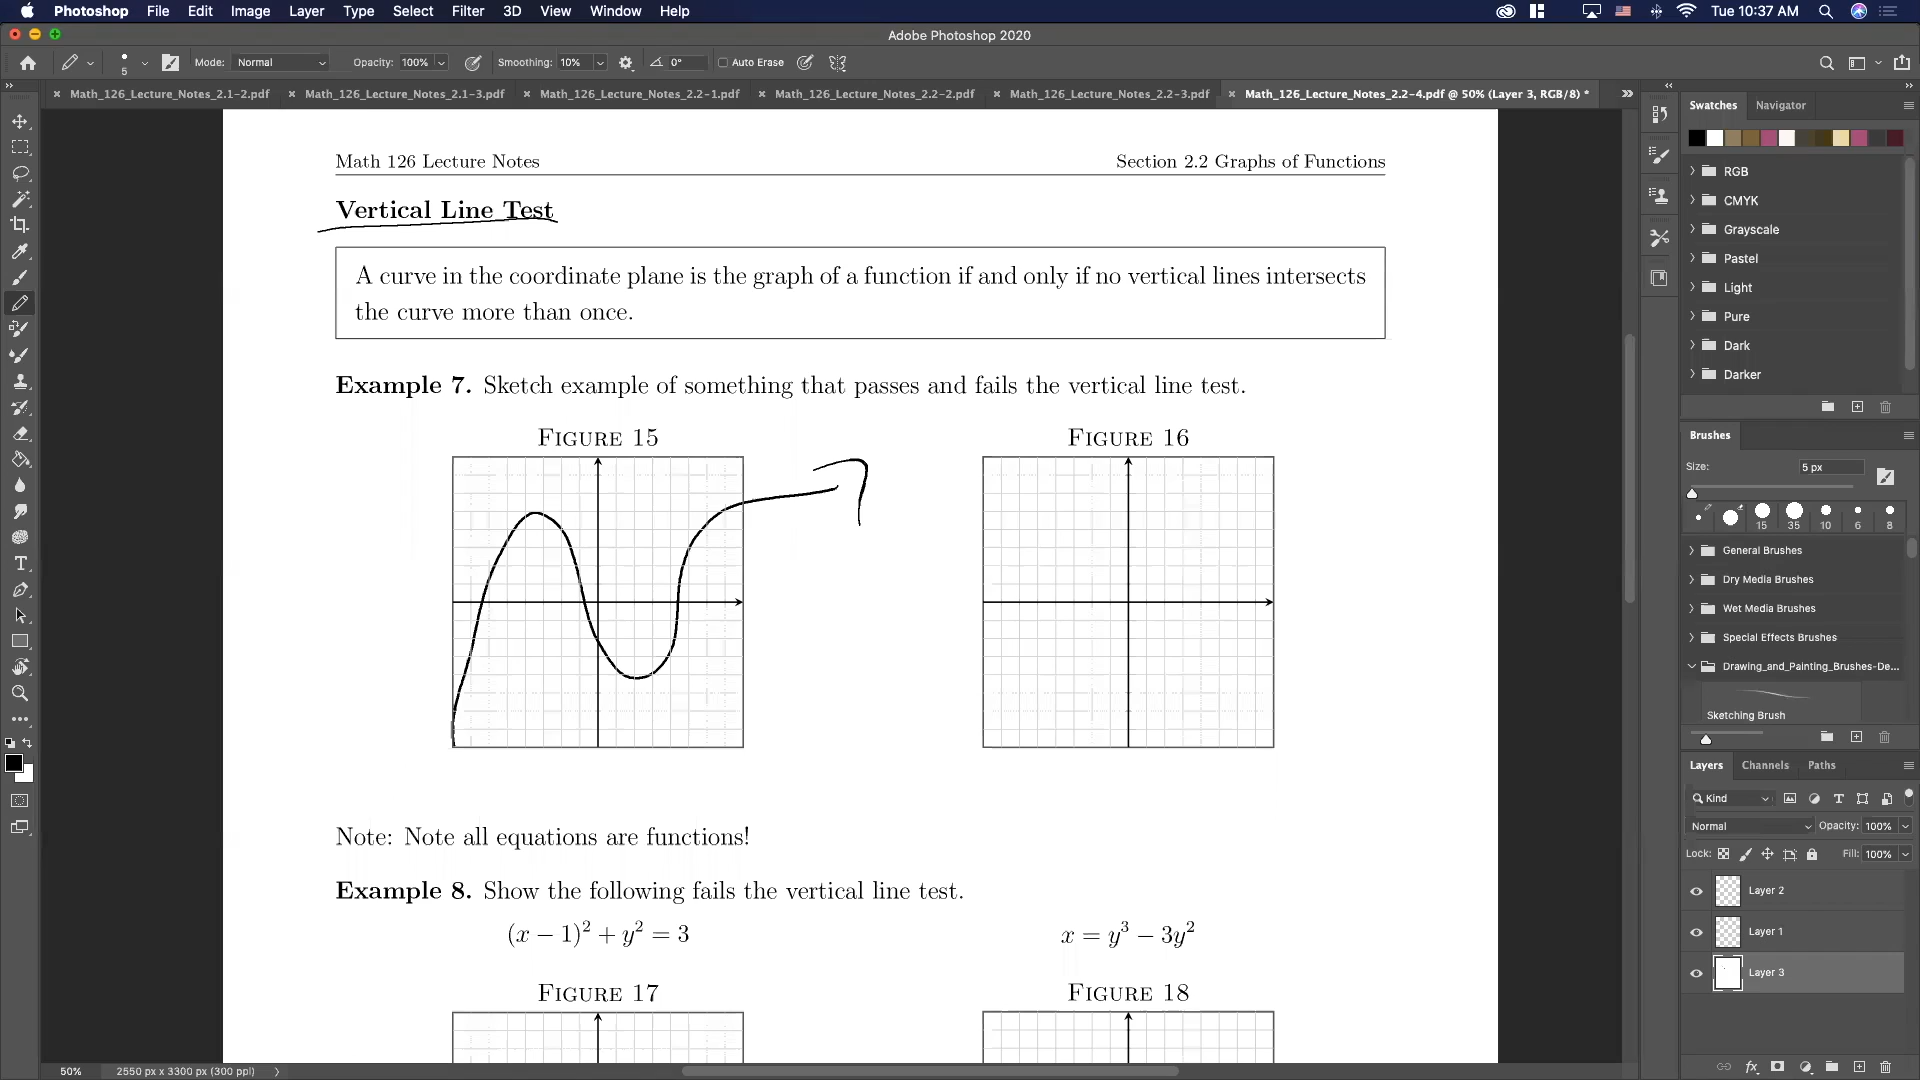 Photoshop File Edit Image Layer Type Select Filter 3D View Window Help Tue 10:37 AM
Adobe Photoshop 2020
5 Mode: Normal Opacity: 100% Smoothing: 10% 0° Auto Erase
Math_126_Lecture_Notes_2.1-2.pdf Math_126_Lecture_Notes_2.1-3.pdf Math_126_Lecture_Notes_2.2-1.pdf Math_126_Lecture_Notes_2.2-2.pdf Math_126_Lecture_Notes_2.2-3.pdf Math_126_Lecture_Notes_2.2-4.pdf @ 50% (Layer 3, RGB/8) *
Math 126 Lecture Notes Section 2.2 Graphs of Functions
Vertical Line Test
A curve in the coordinate plane is the graph of a function if and only if no vertical lines intersects
the curve more than once.
Example 7. Sketch example of something that passes and fails the vertical line test.
Figure 15 Figure 16
Note: Note all equations are functions!
Example 8. Show the following fails the vertical line test.
(x − 1)² + y² = 3 x = y³ − 3y²
Figure 17 Figure 18
50% 2550 px x 3300 px (300 ppi)
Swatches Navigator
RGB
CMYK
Grayscale
Pastel
Light
Pure
Dark
Darker
Brushes
Size: 5 px
15 35 10 6 8
General Brushes
Dry Media Brushes
Wet Media Brushes
Special Effects Brushes
Drawing_and_Painting_Brushes-De...
Sketching Brush
Layers Channels Paths
Kind
Normal Opacity: 100%
Lock: Fill: 100%
Layer 2
Layer 1
Layer 3